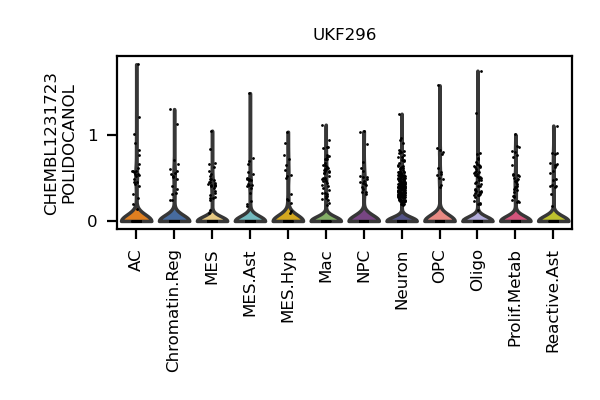 UKF296
CHEMBL1231723
POLIDOCANOL
1
0
AC
Chromatin.Reg
MES
MES.Ast
MES.Hyp
Mac
NPC
Neuron
OPC
Oligo
Prolif.Metab
Reactive.Ast